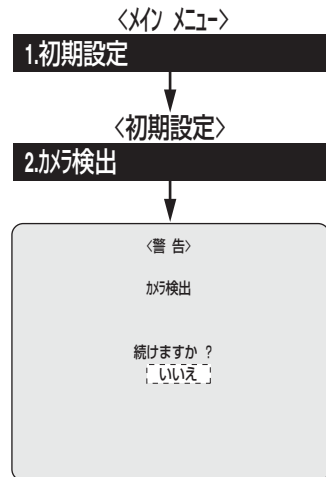 〈ﾒｲﾝ ﾒﾆｭｰ〉
1.初期設定
〈初期設定〉
2.ｶﾒﾗ検出
〈警 告〉
ｶﾒﾗ検出
続けますか ?
いいえ